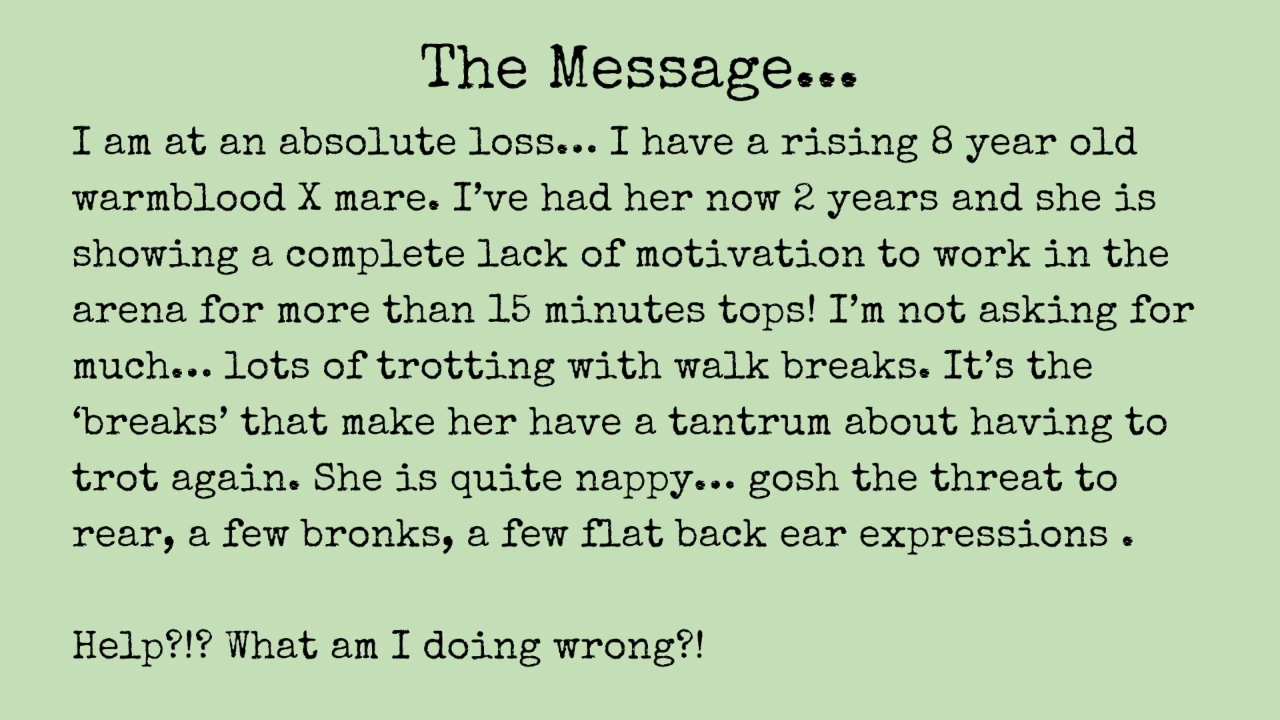 The Message...
I am at an absolute loss... I have a rising 8 year old
warmblood X mare. I’ve had her now 2 years and she is
showing a complete lack of motivation to work in the
arena for more than 15 minutes tops! I’m not asking for
much... lots of trotting with walk breaks. It’s the
‘breaks’ that make her have a tantrum about having to
trot again. She is quite nappy... gosh the threat to
rear, a few bronks, a few flat back ear expressions .
Help?!? What am I doing wrong?!